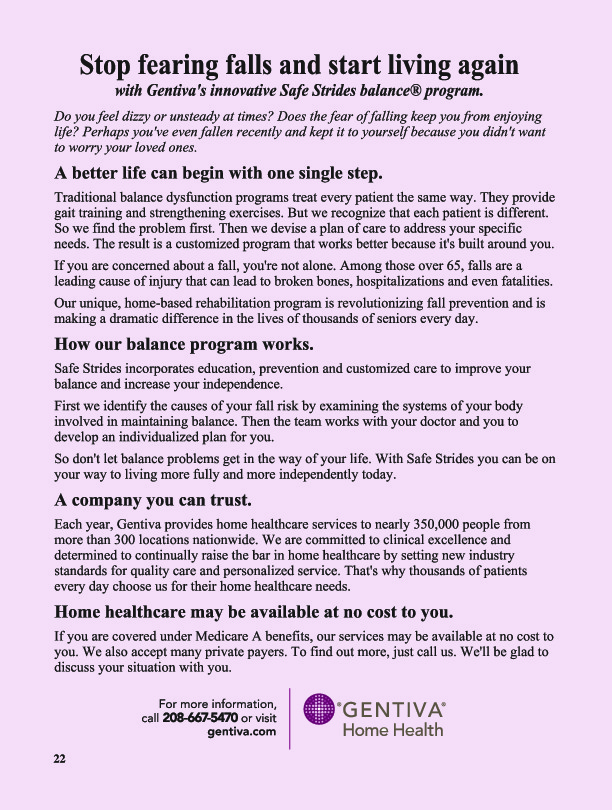 Stop fearing falls and start living again
with Gentiva's innovative Safe Strides balance® program.
Do you feel dizzy or unsteady at times? Does the fear of falling keep you from enjoying
life? Perhaps you've even fallen recently and kept it to yourself because you didn't want
to worry your loved ones.
A better life can begin with one single step.
Traditional balance dysfunction programs treat every patient the same way. They provide
gait training and strengthening exercises. But we recognize that each patient is different.
So we find the problem first. Then we devise a plan of care to address your specific
needs. The result is a customized program that works better because it's built around you.
If you are concerned about a fall, you're not alone. Among those over 65, falls are a
leading cause of injury that can lead to broken bones, hospitalizations and even fatalities.
Our unique, home-based rehabilitation program is revolutionizing fall prevention and is
making a dramatic difference in the lives of thousands of seniors every day.
How our balance program works.
Safe Strides incorporates education, prevention and customized care to improve your
balance and increase your independence.
First we identify the causes of your fall risk by examining the systems of your body
involved in maintaining balance. Then the team works with your doctor and you to
develop an individualized plan for you.
So don't let balance problems get in the way of your life. With Safe Strides you can be on
your way to living more fully and more independently today.
A company you can trust.
Each year, Gentiva provides home healthcare services to nearly 350,000 people from
more than 300 locations nationwide. We are committed to clinical excellence and
determined to continually raise the bar in home healthcare by setting new industry
standards for quality care and personalized service. That's why thousands of patients
every day choose us for their home healthcare needs.
Home healthcare may be available at no cost to you.
If you are covered under Medicare A benefits, our services may be available at no cost to
you. We also accept many private payers. To find out more, just call us. We'll be glad to
discuss your situation with you.
For more information,
call 208-667-5470 or visit
gentiva.com
®GENTIVA®
Home Health
22